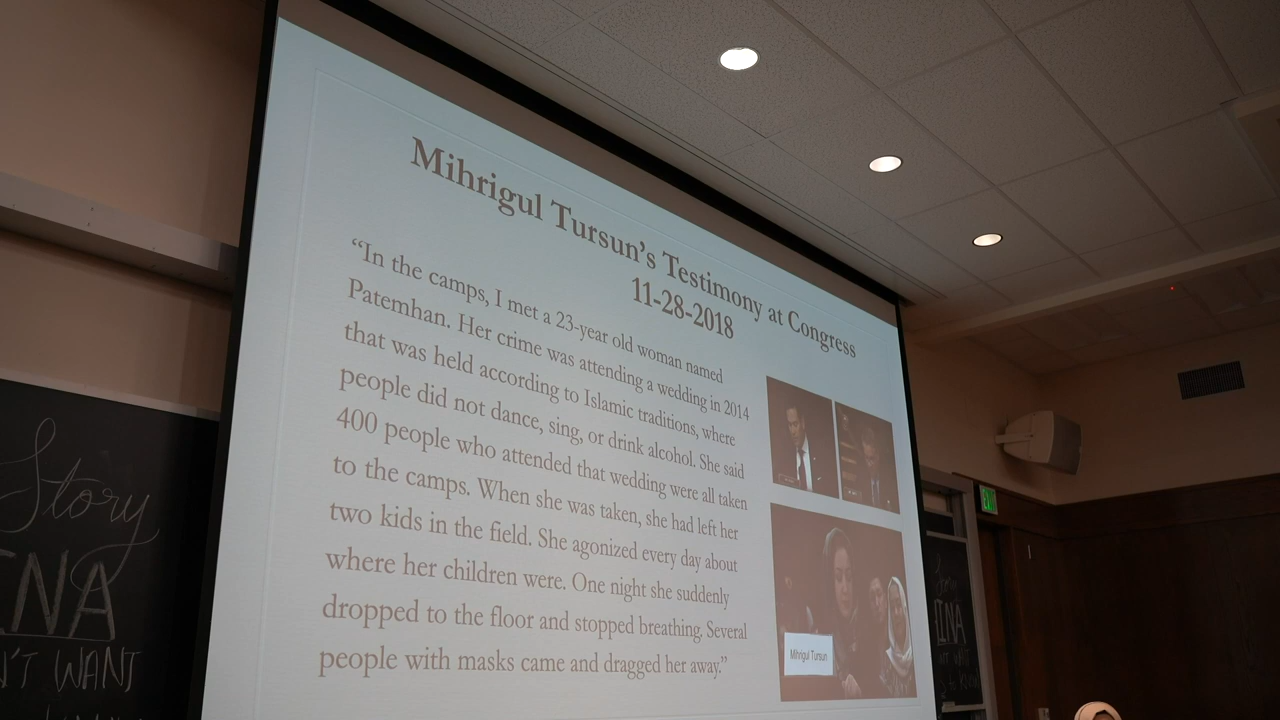 Mihrigul Tursun's Testimony at Congress
11-28-2018
“In the camps, I met a 23-year old woman named
Patemhan. Her crime was attending a wedding in 2014
that was held according to Islamic traditions, where
people did not dance, sing, or drink alcohol. She said
400 people who attended that wedding were all taken
to the camps. When she was taken, she had left her
two kids in the field. She agonized every day about
where her children were. One night she suddenly
dropped to the floor and stopped breathing. Several
people with masks came and dragged her away.”
Mihrigul Tursun
Story
INA
N'T WANT
EXIT
INA